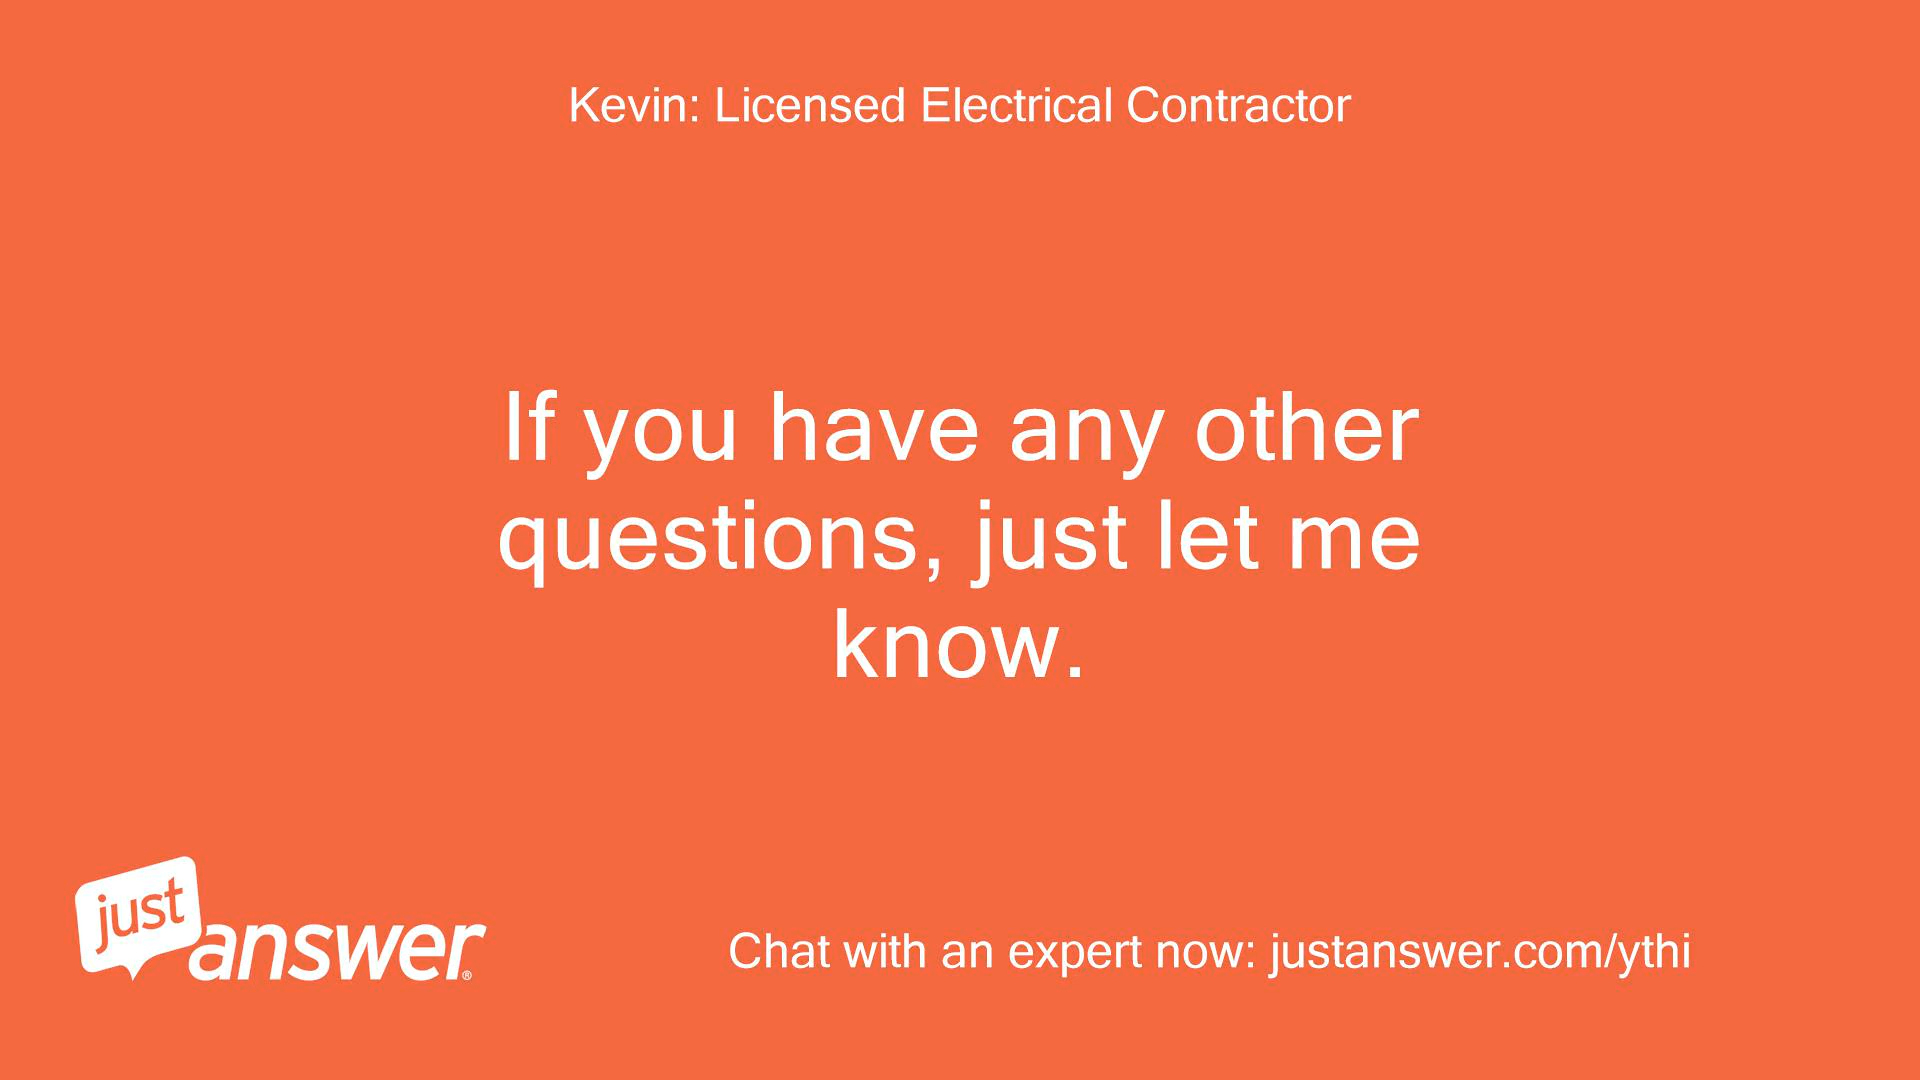 Kevin: Licensed Electrical Contractor
If you have any other
questions, just let me
know.
just
answer®
Chat with an expert now: justanswer.com/ythi